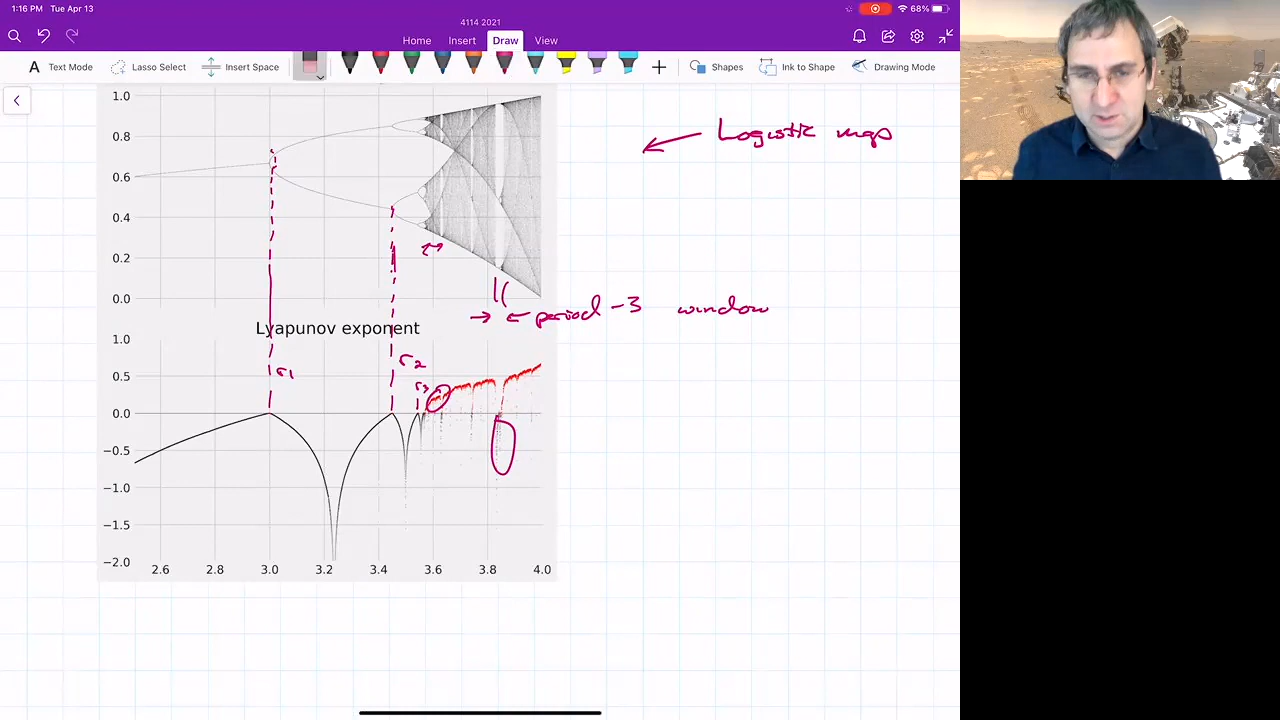 1:16 PM Tue Apr 13
68%
4114 2021
Home Insert Draw View
Text Mode Lasso Select Insert Space Shapes Ink to Shape Drawing Mode
1.0
0.8
0.6
0.4
0.2
0.0
Logistic map
period-3 window
Lyapunov exponent
1.0
0.5
0.0
−0.5
−1.0
−1.5
−2.0
r1
r2
r3
2.6 2.8 3.0 3.2 3.4 3.6 3.8 4.0